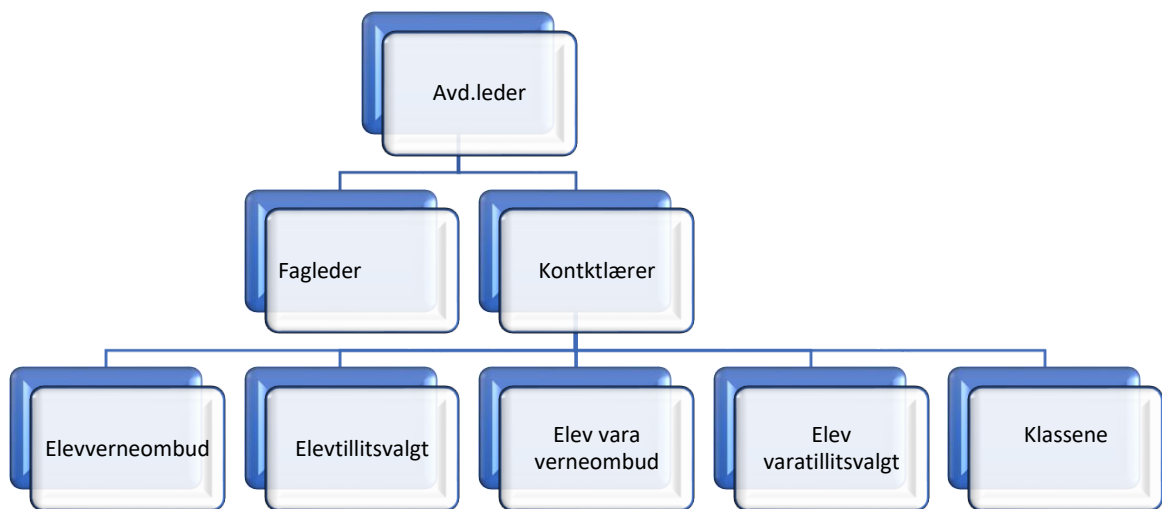 Avd.leder
Fagleder
Kontktlærer
Elevverneombud
Elevtillitsvalgt
Elev vara
verneombud
Elev
varatillitsvalgt
Klassene